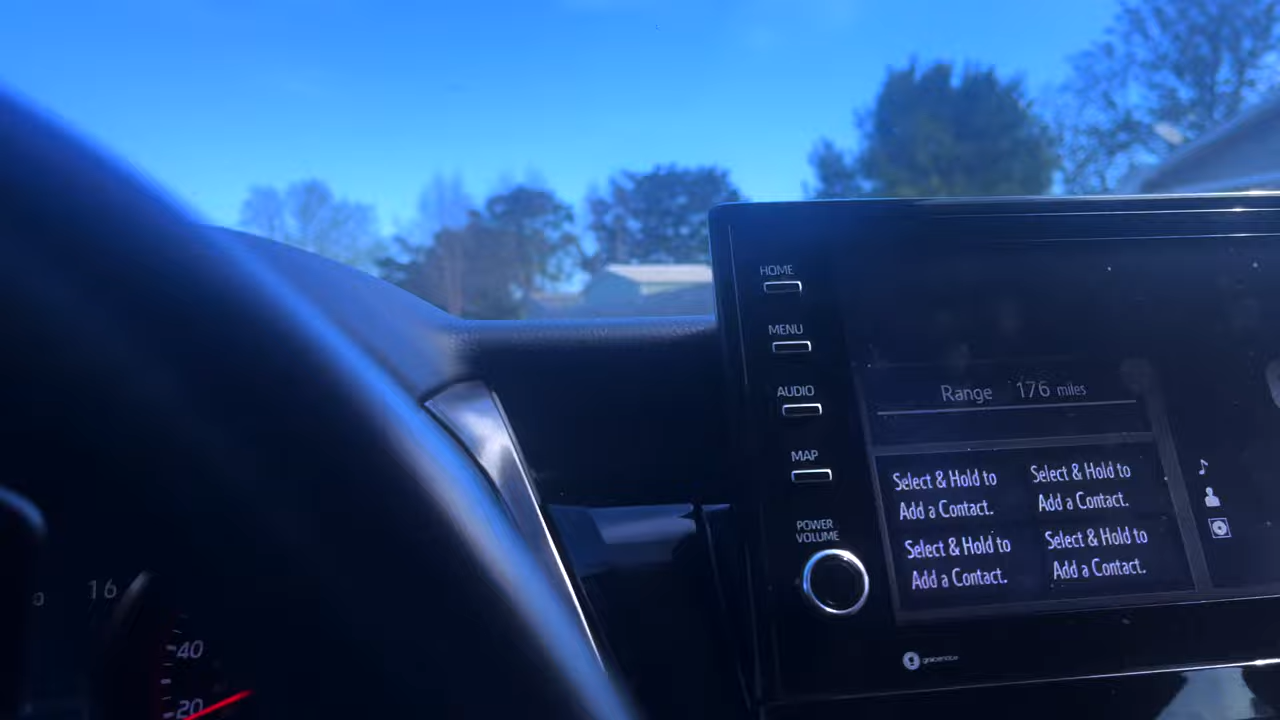 HOME
MENU
AUDIO
MAP
POWER
VOLUME
Range 176 miles
Select & Hold to
Add a Contact.
Select & Hold to
Add a Contact.
Select & Hold to
Add a Contact.
Select & Hold to
Add a Contact.
16
40
20